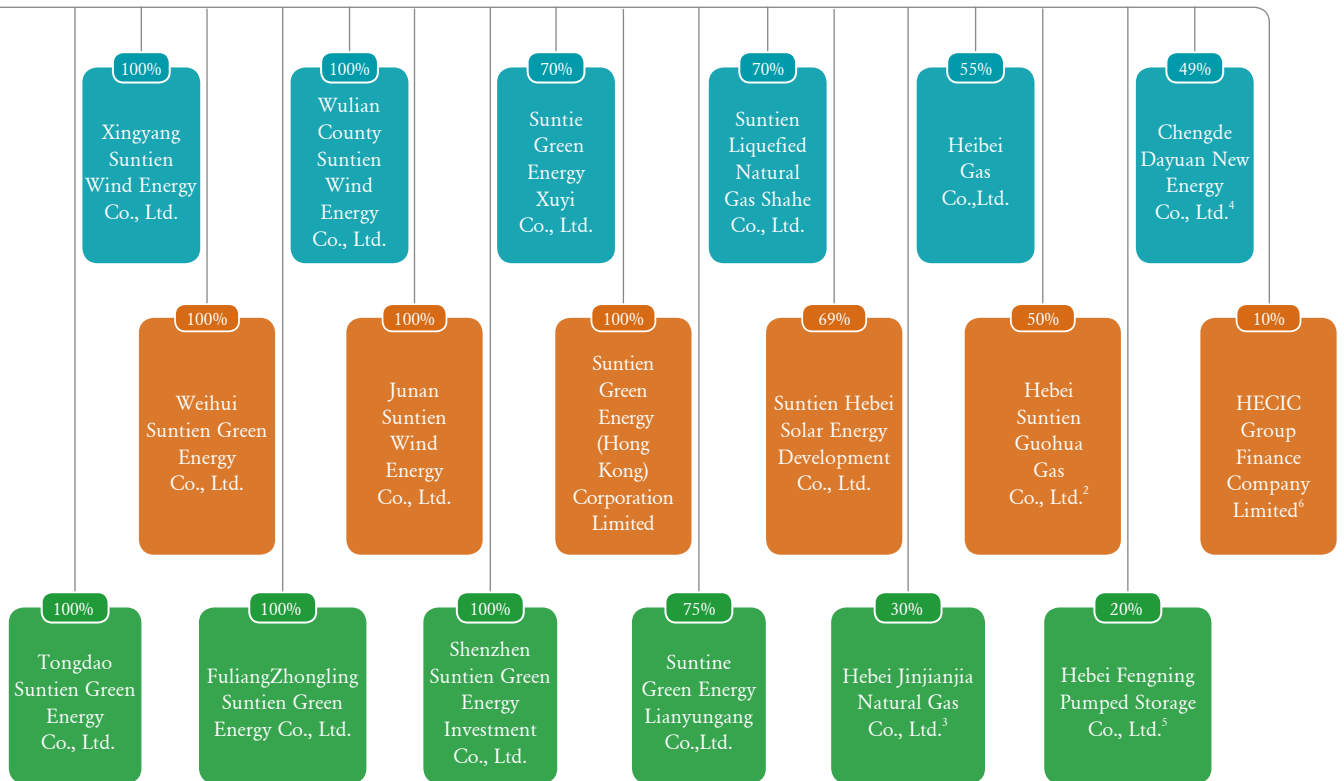 100%
Xingyang
Suntien
Wind Energy
Co., Ltd.
100%
Wulian
County
Suntien
Wind
Energy
Co., Ltd.
70%
Suntie
Green
Energy
Xuyi
Co., Ltd.
70%
Suntien
Liquefied
Natural
Gas Shahe
Co., Ltd.
55%
Heibei
Gas
Co.,Ltd.
49%
Chengde
Dayuan New
Energy
Co., Ltd.4
100%
Weihui
Suntien Green
Energy
Co., Ltd.
100%
Junan
Suntien
Wind
Energy
Co., Ltd.
100%
Suntien
Green
Energy
(Hong
Kong)
Corporation
Limited
69%
Suntien Hebei
Solar Energy
Development
Co., Ltd.
50%
Hebei
Suntien
Guohua
Gas
Co., Ltd.2
10%
HECIC
Group
Finance
Company
Limited6
100%
Tongdao
Suntien Green
Energy
Co., Ltd.
100%
FuliangZhongling
Suntien Green
Energy Co., Ltd.
100%
Shenzhen
Suntien Green
Energy
Investment
Co., Ltd.
75%
Suntine
Green Energy
Lianyungang
Co.,Ltd.
30%
Hebei Jinjianjia
Natural Gas
Co., Ltd.3
20%
Hebei Fengning
Pumped Storage
Co., Ltd.5